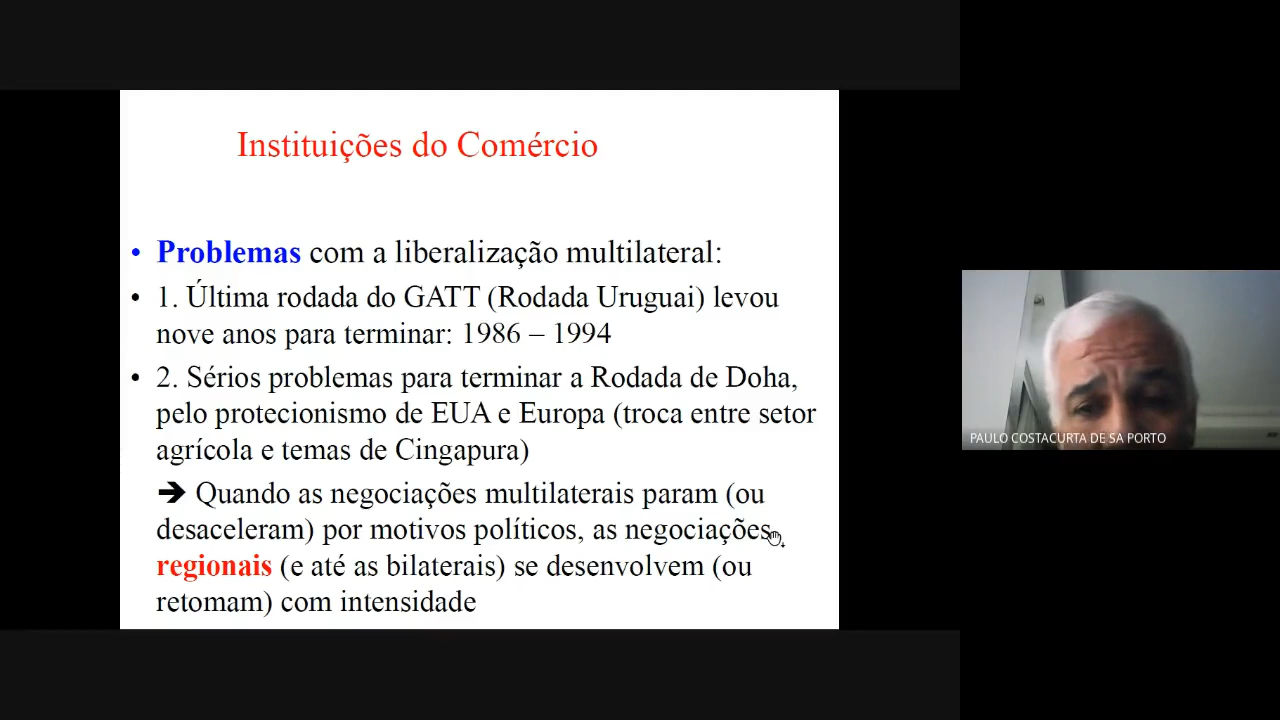 Instituições do Comércio
• Problemas com a liberalização multilateral:
• 1. Última rodada do GATT (Rodada Uruguai) levou
nove anos para terminar: 1986 – 1994
• 2. Sérios problemas para terminar a Rodada de Doha,
pelo protecionismo de EUA e Europa (troca entre setor
agrícola e temas de Cingapura)
➔ Quando as negociações multilaterais param (ou
desaceleram) por motivos políticos, as negociações
regionais (e até as bilaterais) se desenvolvem (ou
retomam) com intensidade
PAULO COSTACURTA DE SA PORTO